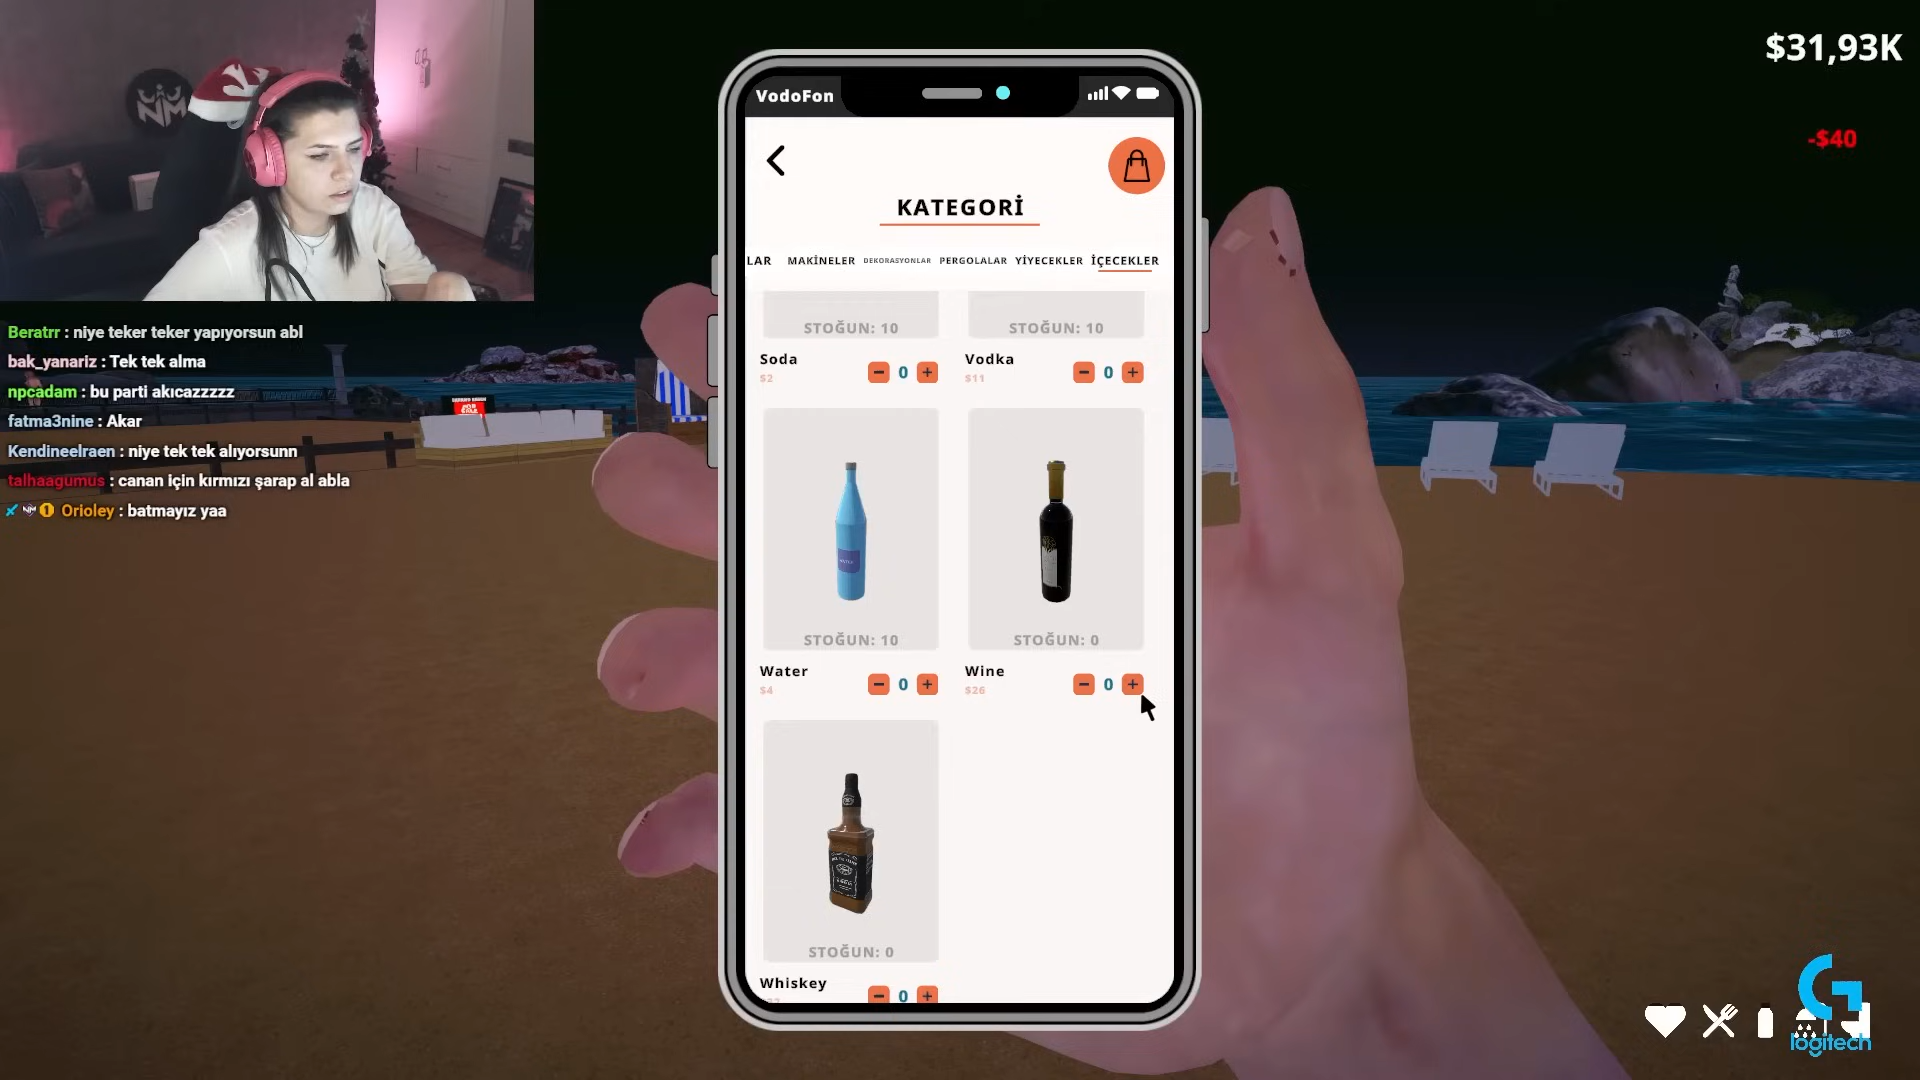 $31,93K
-$40
VodoFon
KATEGORİ
LAR MAKİNELER DEKORASYONLAR PERGOLALAR YİYECEKLER İÇECEKLER
STOĞUN: 10 STOĞUN: 10
Soda - 0 + Vodka - 0 +
$2 $11
STOĞUN: 10 STOĞUN: 0
Water - 0 + Wine - 0 +
$4 $26
STOĞUN: 0
Whiskey - 0 +
Beratrr : niye teker teker yapıyorsun abl
bak_yanariz : Tek tek alma
npcadam : bu parti akıcazzzzz
fatma3nine : Akar
Kendineelraen : niye tek tek alıyorsunn
talhaagumus : canan için kırmızı şarap al abla
Orioley : batmayız yaa
NM
logitech